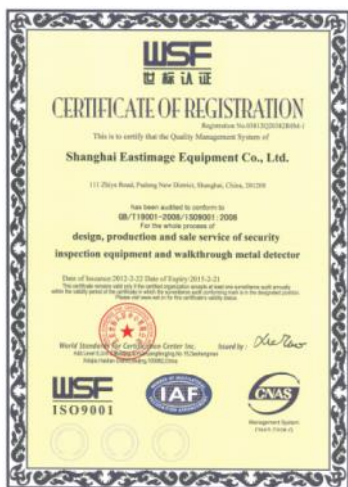 WSF
世标认证
CERTIFICATE OF REGISTRATION
Registration No.
This is to certify that the Quality Management System of
Shanghai Eastimage Equipment Co., Ltd.
Road, Pudong New District, Shanghai, China, 201200
has been audited to conform to
GB/T19001-2008/ISO9001:2008
For the whole process of
design, production and sale service of security
inspection equipment and walkthrough metal detector
Date of Issuance:2012-2-22 Date of Expiry:2015-2-21
World Standards For Certification Center Inc.
Issued by :
WSF
IAF
CNAS
ISO9001
Management System